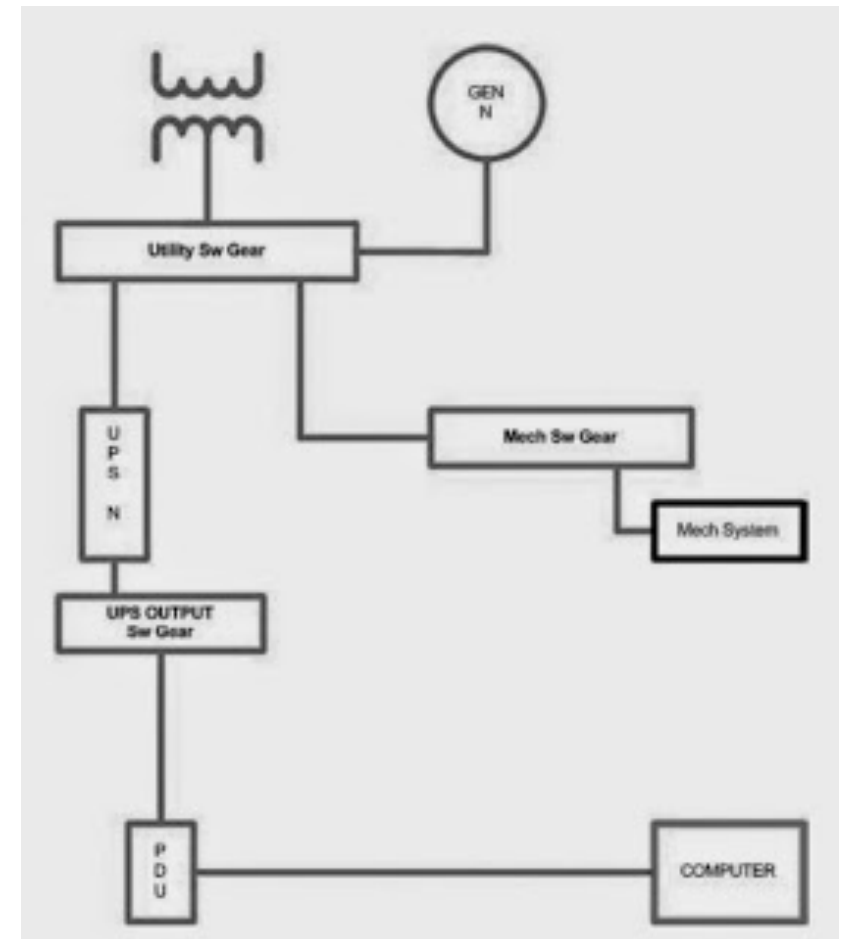 GEN
N
Utility Sw Gear
U
P
S
N
Mech Sw Gear
Mech System
UPS OUTPUT
Sw Gear
P
D
U
COMPUTER